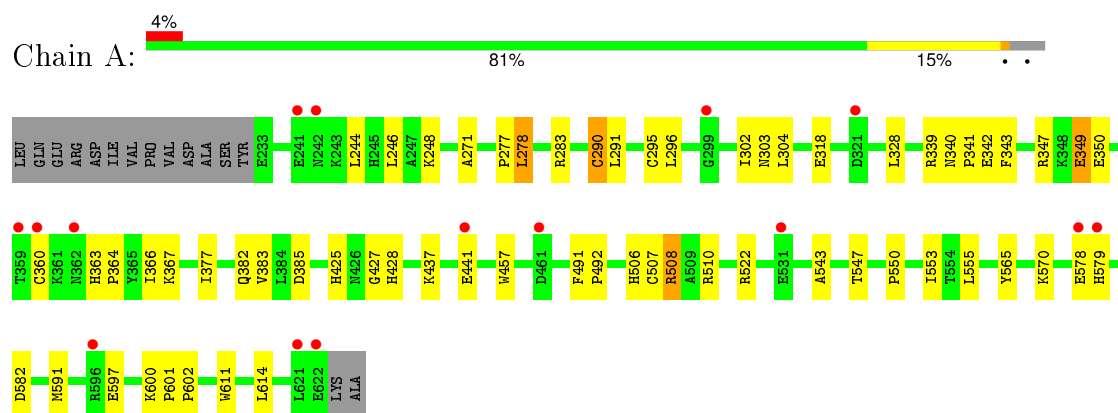 4%
Chain A:
81% 15% • •
LEU GLN GLU ARG ASP ILE VAL PRO VAL ASP ALA SER TYR E233 E241 N242 K243 L244 H245 L246 A247 K248 A271 P277 L278 R283 C290 L291 C295 L296 G299 I302 N303 L304 E318 D321 L328 R339 N340 P341 E342 F343 R347 K348 E349 E350
T359 C360 K361 N362 H363 P364 Y365 I366 K367 I377 Q382 V383 L384 D385 H425 N426 G427 H428 K437 E441 W457 D461 F491 P492 H506 C507 R508 A509 R510 R522 E531 A543 T547 P550 I553 T554 L555 Y565 K570 E578 H579
D582 M591 R596 E597 K600 P601 P602 W611 L614 L621 E622 LYS ALA